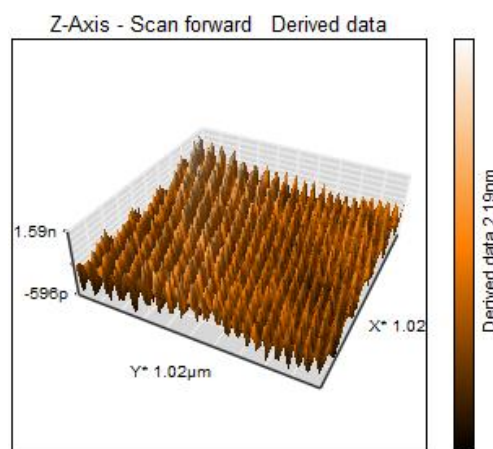 Z-Axis - Scan forward Derived data
1.59n
-596p
Y* 1.02µm
X* 1.02
Derived data 2.19nm